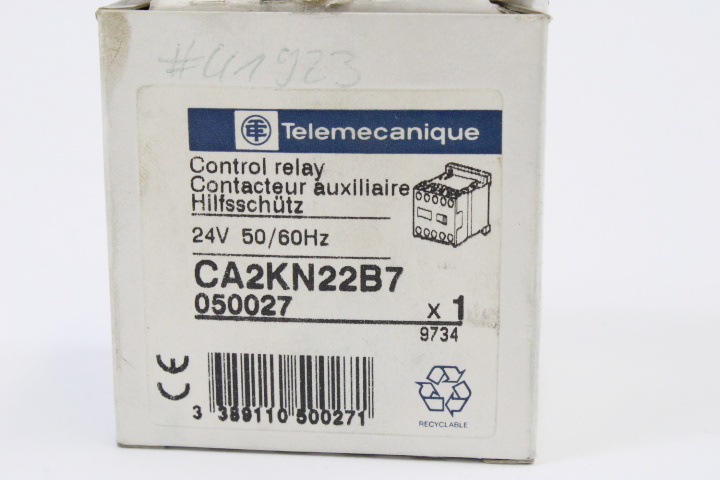 #41923
Telemecanique
Control relay
Contacteur auxiliaire
Hilfsschütz
24V 50/60Hz
CA2KN22B7
050027 x 1
9734
CE
3 389110 500271
RECYCLABLE